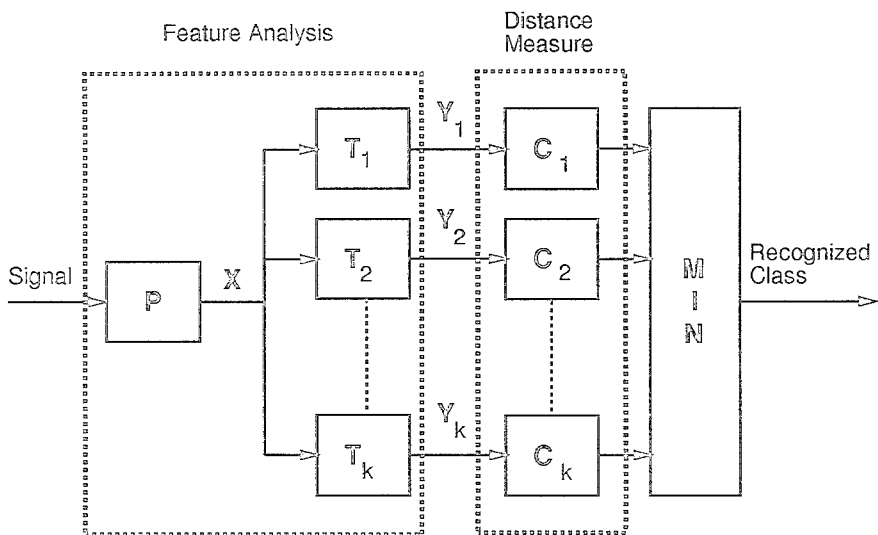 Feature Analysis
Distance
Measure
Signal
P
X
T1
T2
Tk
Y1
Y2
Yk
C1
C2
Ck
M
I
N
Recognized
Class